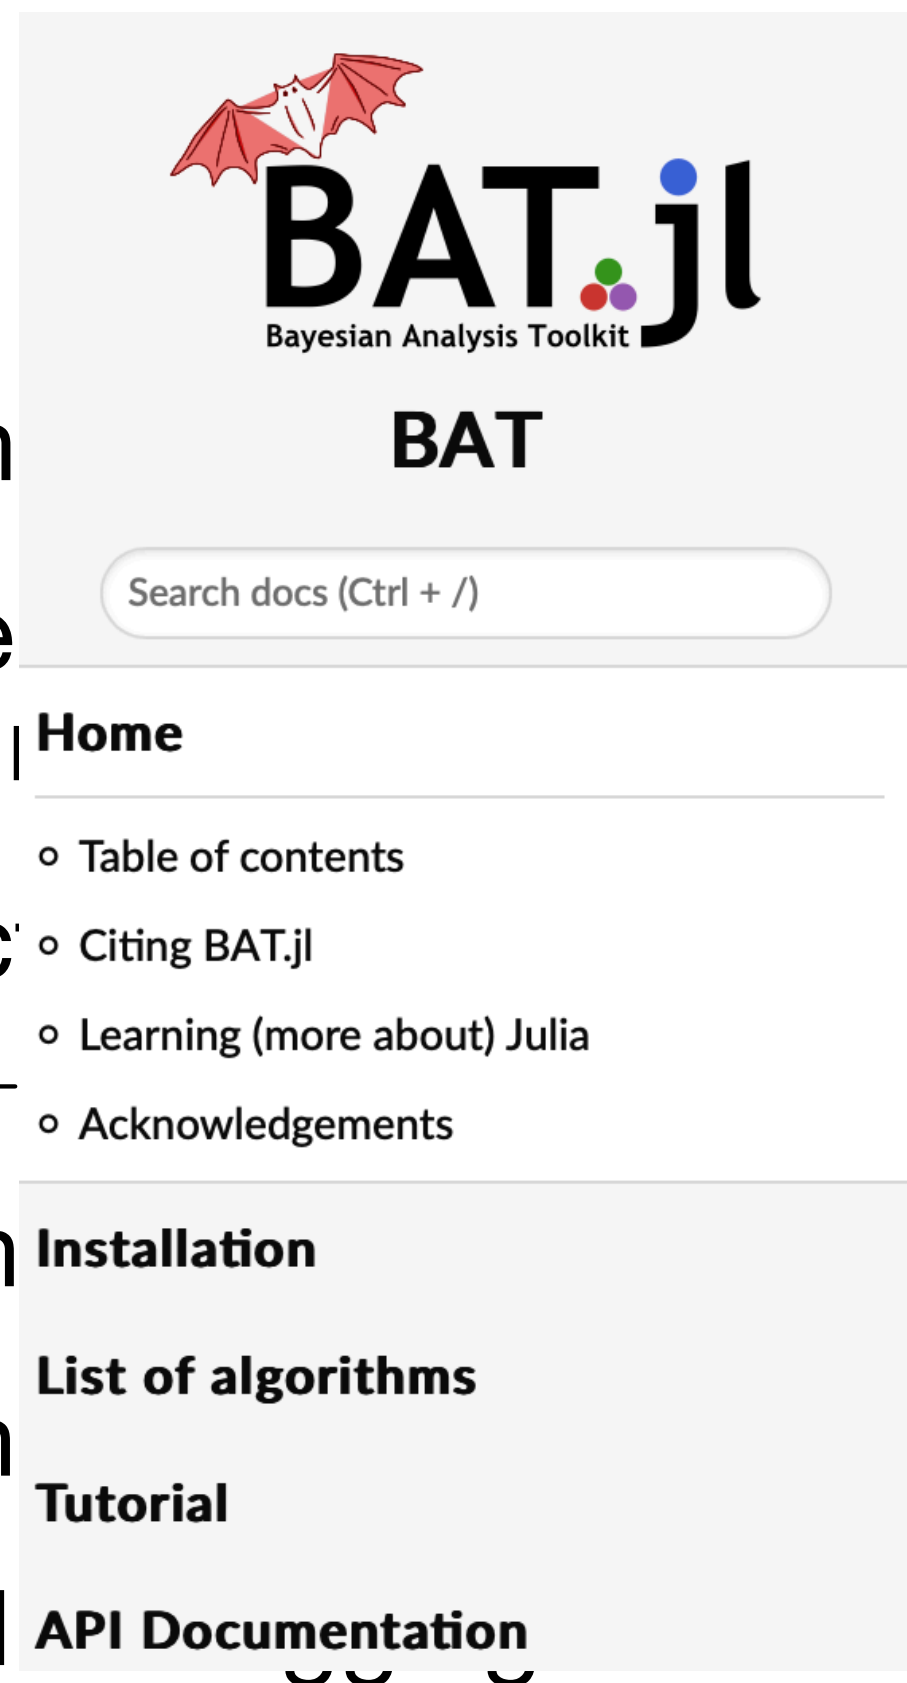 BAT.jl
Bayesian Analysis Toolkit
BAT
Search docs (Ctrl + /)
Home
Table of contents
Citing BAT.jl
Learning (more about) Julia
Acknowledgements
Installation
List of algorithms
Tutorial
API Documentation